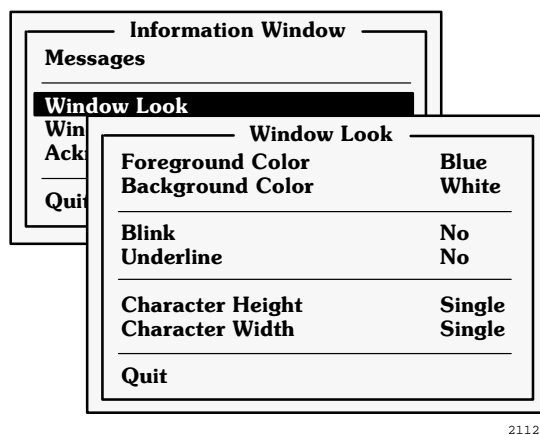 Information Window
Messages
Window Look
Win
Ack
Quit
Window Look
Foreground Color Blue
Background Color White
Blink No
Underline No
Character Height Single
Character Width Single
Quit
2112